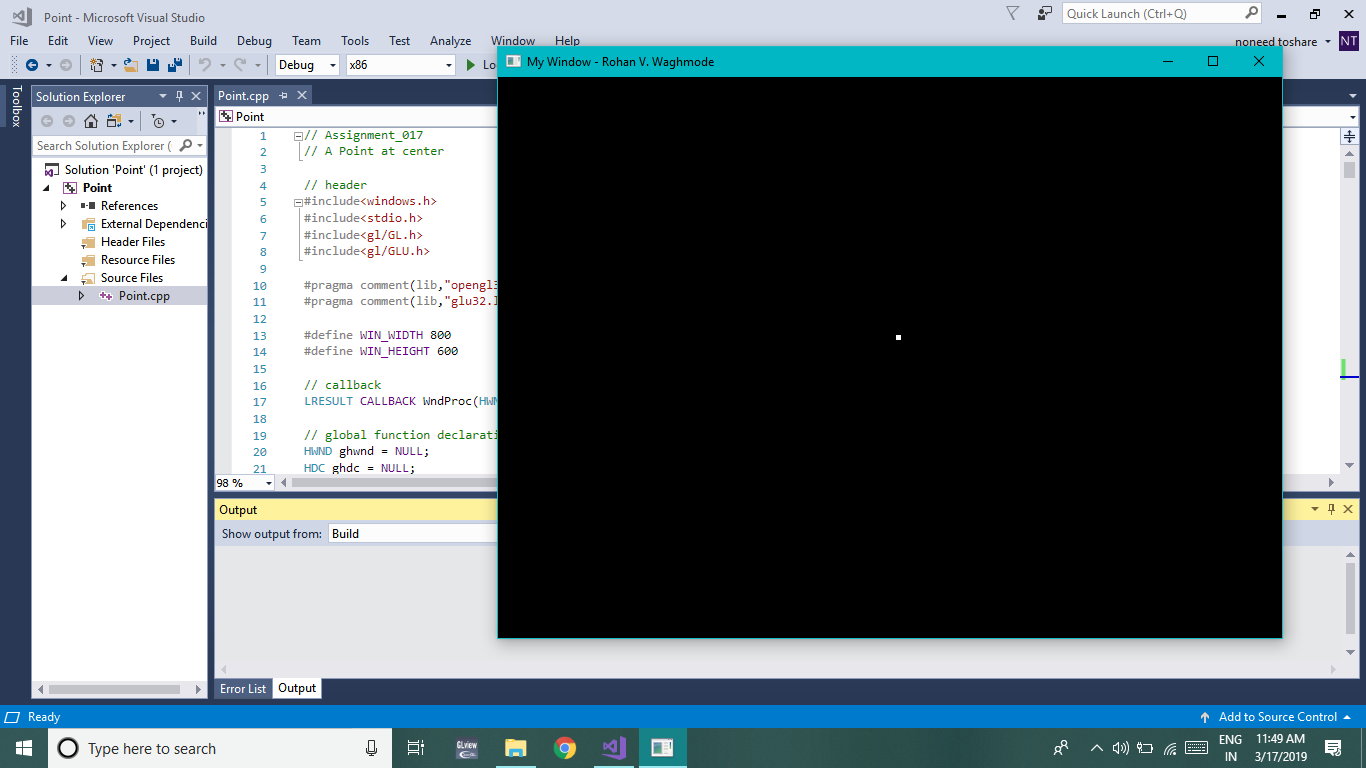 Point - Microsoft Visual Studio
Quick Launch (Ctrl+Q)
File Edit View Project Build Debug Team Tools Test Analyze Window Help
noneed toshare NT
Debug x86
My Window - Rohan V. Waghmode
Toolbox
Solution Explorer
Search Solution Explorer (
Solution 'Point' (1 project)
Point
References
External Dependenci
Header Files
Resource Files
Source Files
Point.cpp
Point.cpp
Point
1 // Assignment_017
2 // A Point at center
3
4 // header
5 #include<windows.h>
6 #include<stdio.h>
7 #include<gl/GL.h>
8 #include<gl/GLU.h>
9
10 #pragma comment(lib,"opengl3
11 #pragma comment(lib,"glu32.l
12
13 #define WIN_WIDTH 800
14 #define WIN_HEIGHT 600
15
16 // callback
17 LRESULT CALLBACK WndProc(HWN
18
19 // global function declarati
20 HWND ghwnd = NULL;
21 HDC ghdc = NULL;
98 %
Output
Show output from: Build
Error List Output
Ready
Add to Source Control
Type here to search
GLview
ENG
IN
11:49 AM
3/17/2019